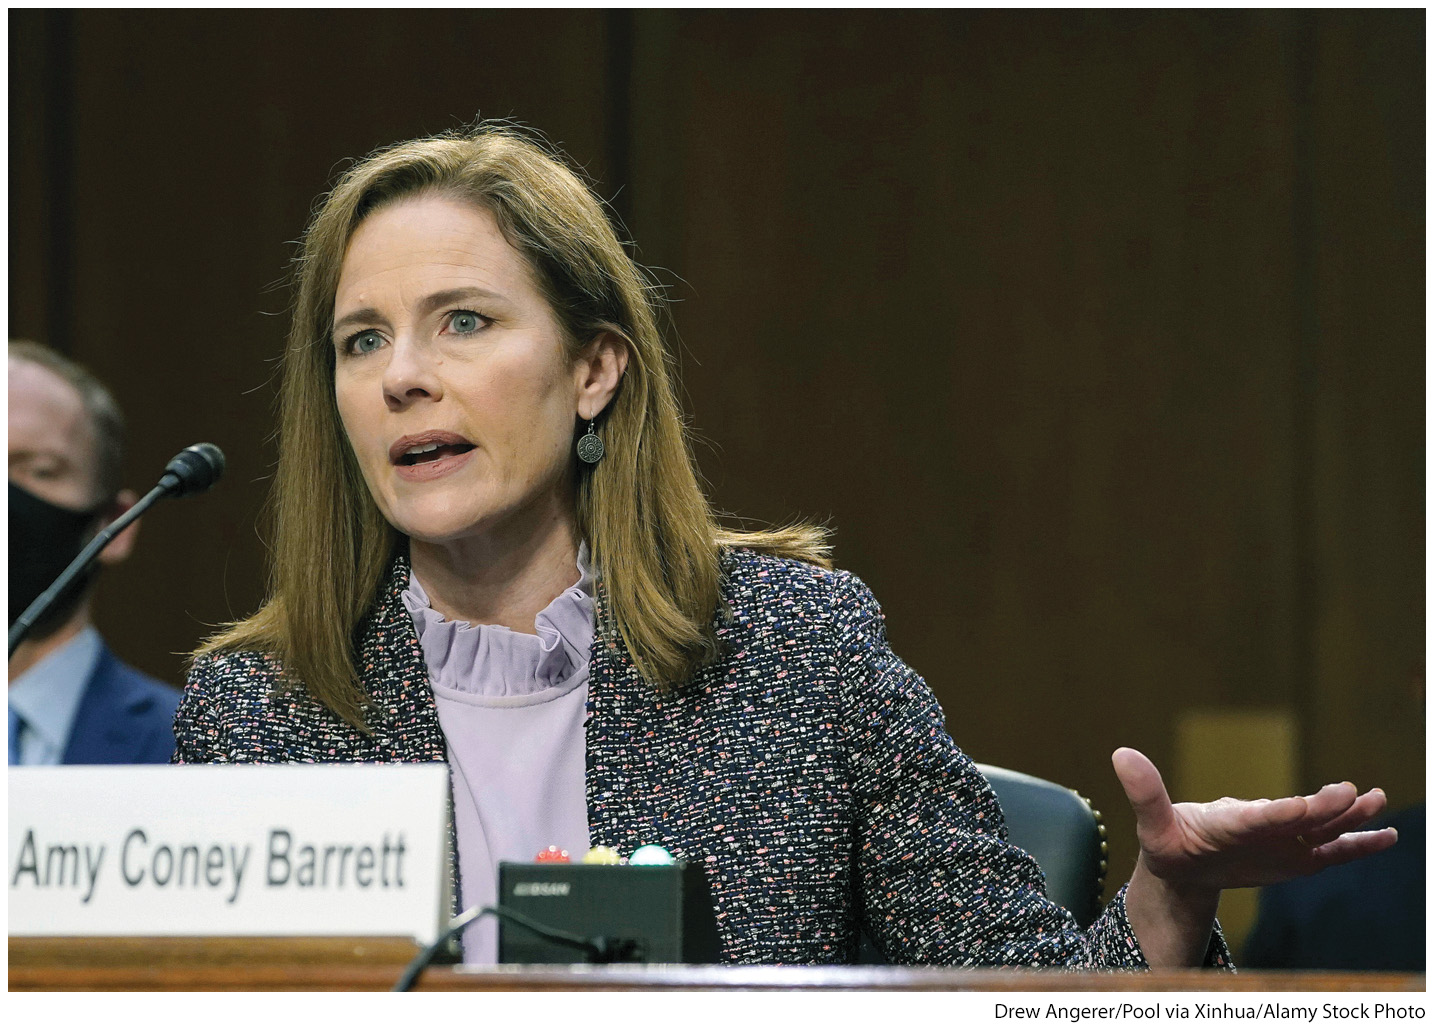 Amy Coney Barrett
Drew Angerer/Pool via Xinhua/Alamy Stock Photo